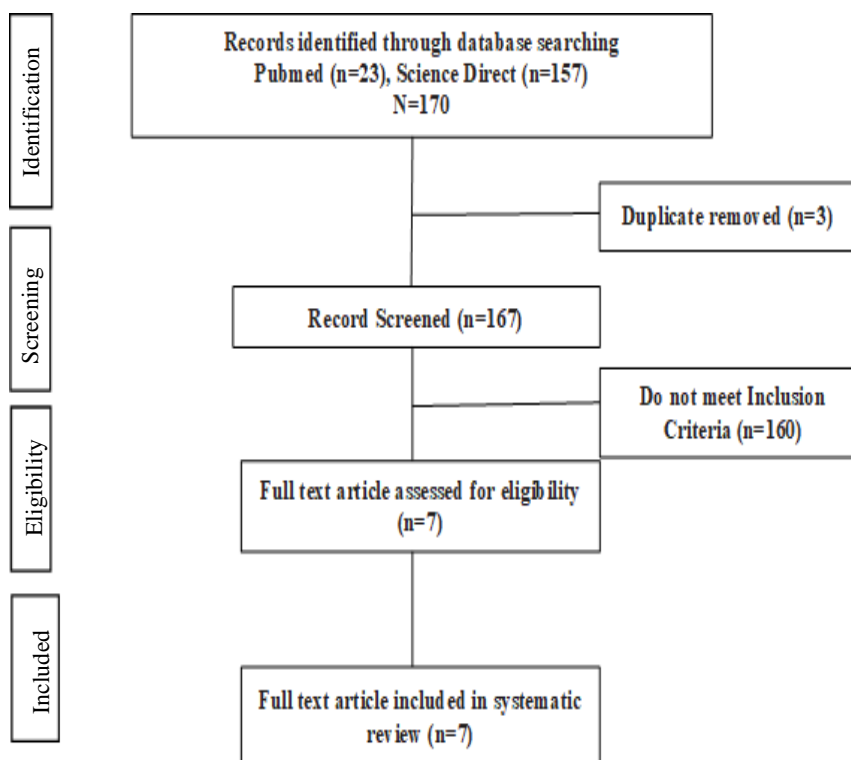 Identification
Records identified through database searching
Pubmed (n=23), Science Direct (n=157)
N=170
Duplicate removed (n=3)
Screening
Record Screened (n=167)
Do not meet Inclusion
Criteria (n=160)
Eligibility
Full text article assessed for eligibility
(n=7)
Included
Full text article included in systematic
review (n=7)